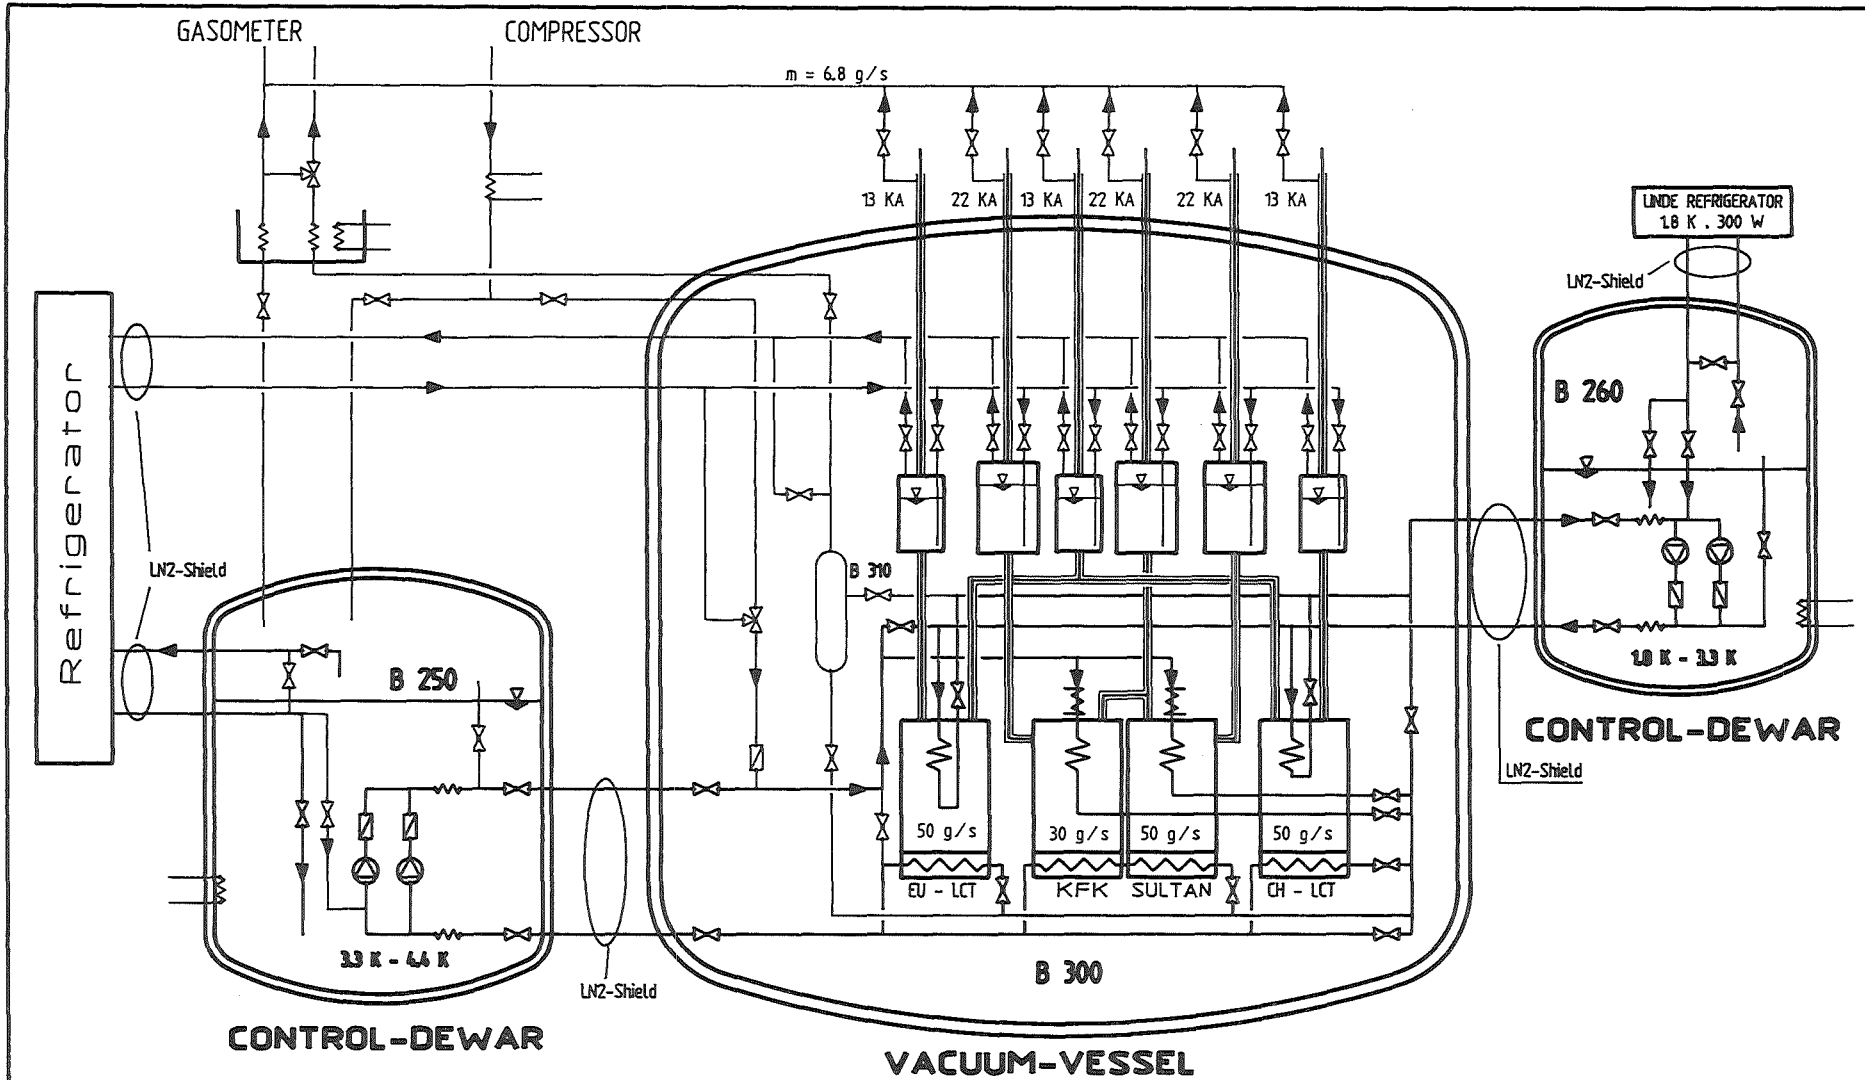 GASOMETER
COMPRESSOR
m = 6.8 g/s
13 KA
22 KA
13 KA
22 KA
22 KA
13 KA
LINDE REFRIGERATOR
1.8 K . 300 W
LN2-Shield
B 260
Refrigerator
LN2-Shield
B 310
B 250
1.8 K - 3.3 K
CONTROL-DEWAR
LN2-Shield
50 g/s
30 g/s
50 g/s
50 g/s
EU - LCT
KFK
SULTAN
CH - LCT
3.3 K - 4.4 K
LN2-Shield
B 300
CONTROL-DEWAR
VACUUM-VESSEL